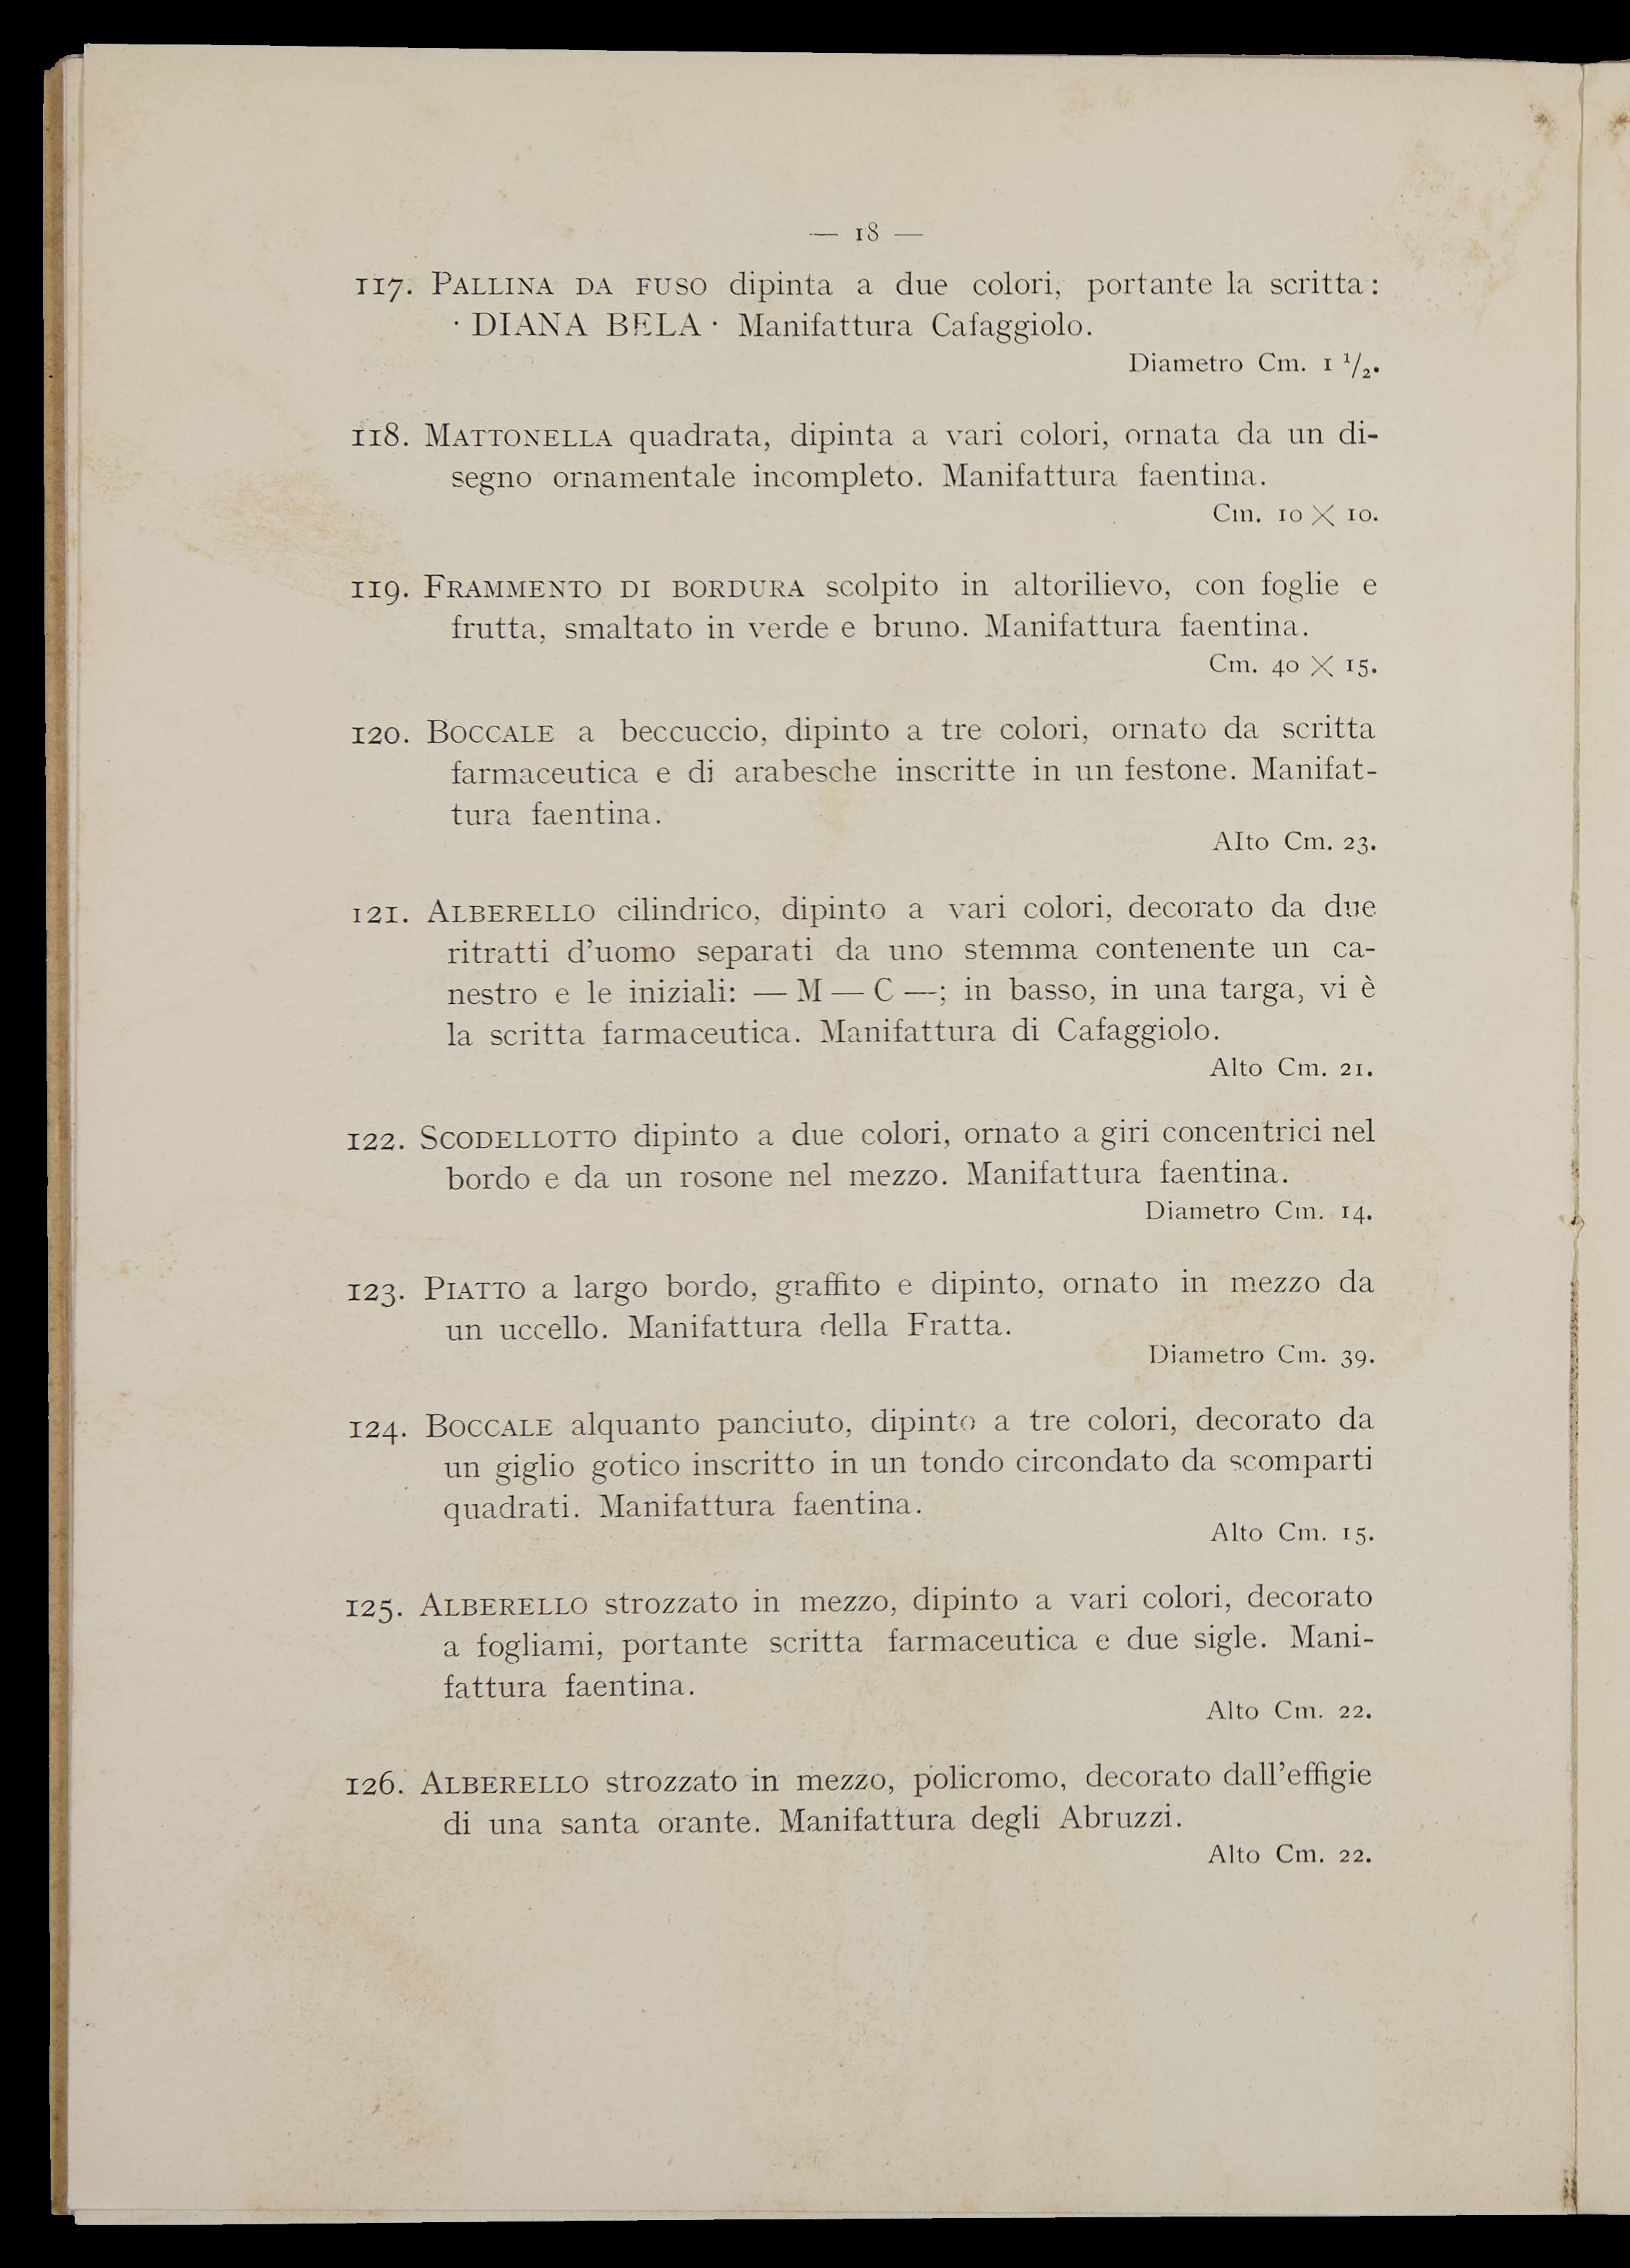 — 18 —
117. PALLINA DA FUSO dipinta a due colori, portante la scritta:
· DIANA BELA · Manifattura Cafaggiolo.
Diametro Cm. 1 1/2.
118. MATTONELLA quadrata, dipinta a vari colori, ornata da un di-
segno ornamentale incompleto. Manifattura faentina.
Cm. 10 × 10.
119. FRAMMENTO DI BORDURA scolpito in altorilievo, con foglie e
frutta, smaltato in verde e bruno. Manifattura faentina.
Cm. 40 × 15.
120. BOCCALE a beccuccio, dipinto a tre colori, ornato da scritta
farmaceutica e di arabesche inscritte in un festone. Manifat-
tura faentina.
Alto Cm. 23.
121. ALBERELLO cilindrico, dipinto a vari colori, decorato da due
ritratti d'uomo separati da uno stemma contenente un ca-
nestro e le iniziali: — M — C —; in basso, in una targa, vi è
la scritta farmaceutica. Manifattura di Cafaggiolo.
Alto Cm. 21.
122. SCODELLOTTO dipinto a due colori, ornato a giri concentrici nel
bordo e da un rosone nel mezzo. Manifattura faentina.
Diametro Cm. 14.
123. PIATTO a largo bordo, graffito e dipinto, ornato in mezzo da
un uccello. Manifattura della Fratta.
Diametro Cm. 39.
124. BOCCALE alquanto panciuto, dipinto a tre colori, decorato da
un giglio gotico inscritto in un tondo circondato da scomparti
quadrati. Manifattura faentina.
Alto Cm. 15.
125. ALBERELLO strozzato in mezzo, dipinto a vari colori, decorato
a fogliami, portante scritta farmaceutica e due sigle. Mani-
fattura faentina.
Alto Cm. 22.
126. ALBERELLO strozzato in mezzo, policromo, decorato dall'effigie
di una santa orante. Manifattura degli Abruzzi.
Alto Cm. 22.